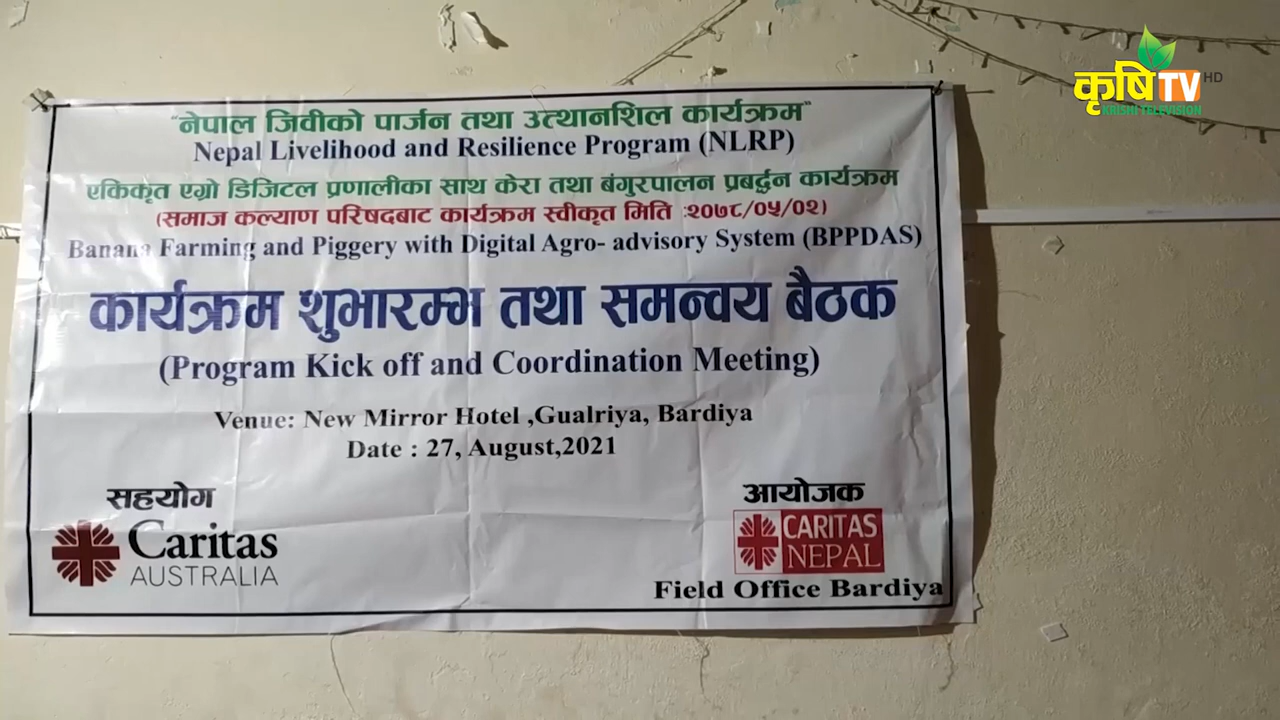 कृषि TV HD
KRISHI TELEVISION
"नेपाल जिवीको पार्जन तथा उत्थानशिल कार्यक्रम"
Nepal Livelihood and Resilience Program (NLRP)
एकिकृत एग्रो डिजिटल प्रणालीका साथ केरा तथा बंगुरपालन प्रबर्द्धन कार्यक्रम
(समाज कल्याण परिषदबाट कार्यक्रम स्वीकृत मिति :२०७८/०५/०२)
Banana Farming and Piggery with Digital Agro- advisory System (BPPDAS)
कार्यक्रम शुभारम्भ तथा समन्वय बैठक
(Program Kick off and Coordination Meeting)
Venue: New Mirror Hotel ,Gualriya, Bardiya
Date : 27, August,2021
सहयोग
Caritas
AUSTRALIA
आयोजक
CARITAS
NEPAL
Field Office Bardiya